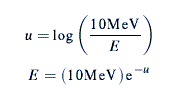 u = log ( 10MeV / E )
E = (10MeV) e^{-u}